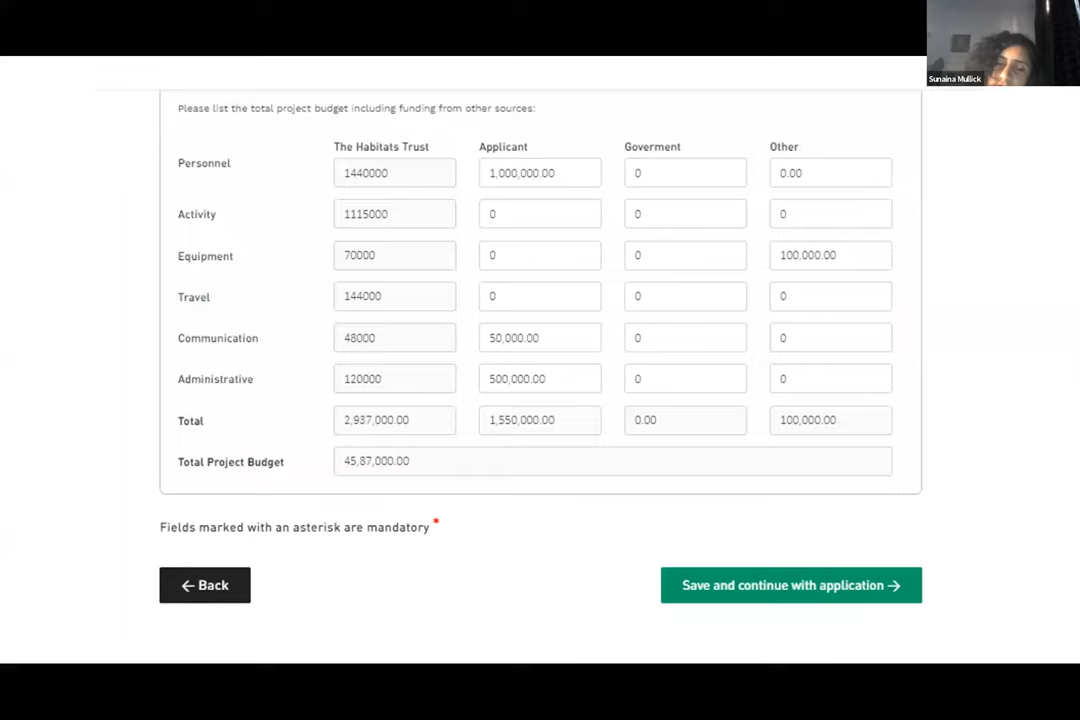 Sunaina Mullick
Please list the total project budget including funding from other sources:
The Habitats Trust Applicant Goverment Other
Personnel 1440000 1,000,000.00 0 0.00
Activity 1115000 0 0 0
Equipment 70000 0 0 100,000.00
Travel 144000 0 0 0
Communication 48000 50,000.00 0 0
Administrative 120000 500,000.00 0 0
Total 2,937,000.00 1,550,000.00 0.00 100,000.00
Total Project Budget 45,87,000.00
Fields marked with an asterisk are mandatory *
← Back Save and continue with application →